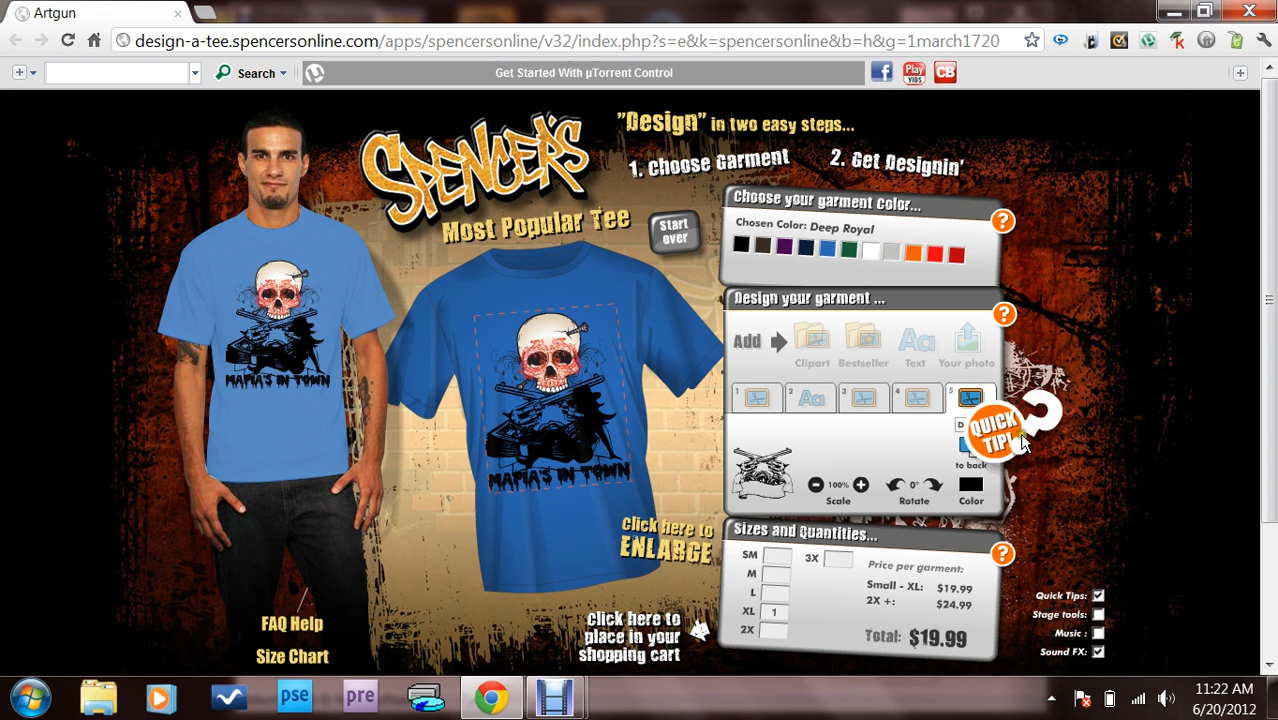 Artgun
design-a-tee.spencersonline.com/apps/spencersonline/v32/index.php?s=e&k=spencersonline&b=h&g=1march1720
Search
Get Started With µTorrent Control
Play
VIDS
CB
SPENCER'S
"Design" in two easy steps...
1. Choose Garment
2. Get Designin'
Most Popular Tee
Start
over
Choose your garment Color...
Chosen Color: Deep Royal
?
Design your garment ...
?
Add
Aa
Clipart
Bestseller
Text
Your photo
1
2
Aa
3
4
5
QUICK
TIP!
?
D
to back
100%
0°
Scale
Rotate
Color
MAFIA'S IN TOWN
MAFIA'S IN TOWN
click here to
ENLARGE
Sizes and Quantities...
?
SM
3X
M
L
XL
1
2X
Price per garment:
Small - XL: $19.99
2X +: $24.99
Total: $19.99
click here to
place in your
shopping cart
FAQ Help
Size Chart
Quick Tips:
Stage tools:
Music :
Sound FX:
pse
pre
11:22 AM
6/20/2012